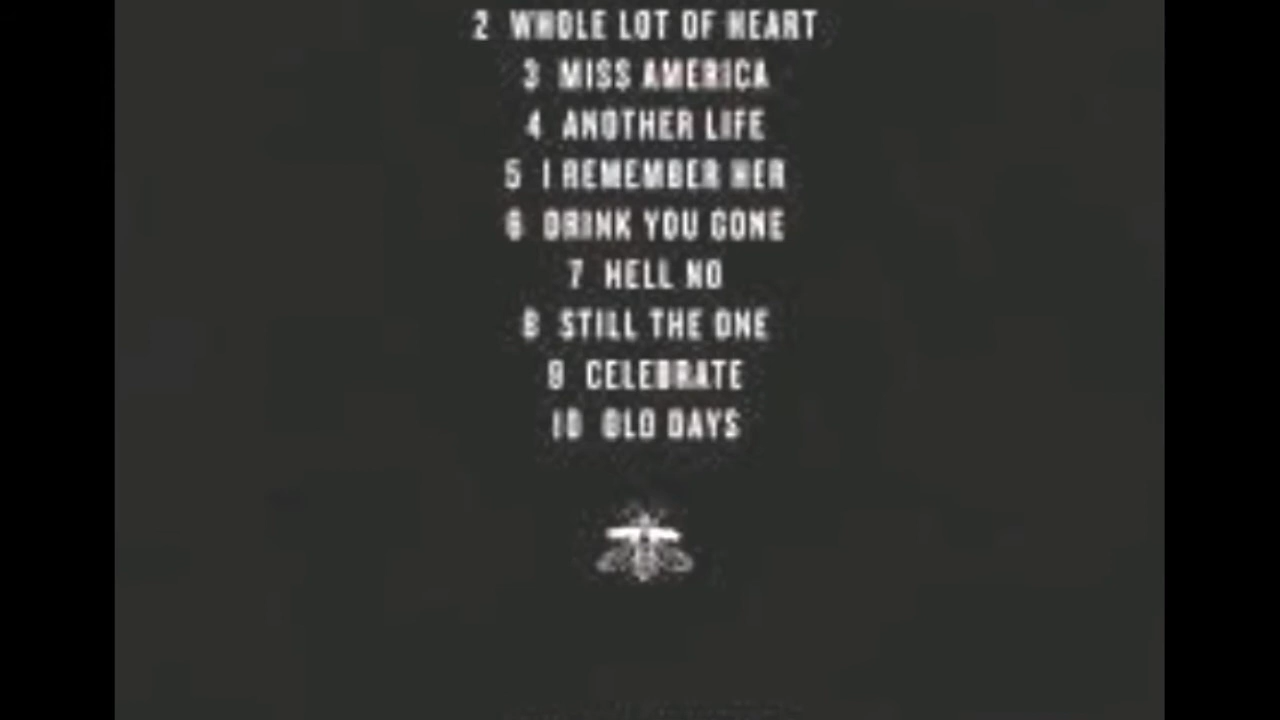 2 WHOLE LOT OF HEART
3 MISS AMERICA
4 ANOTHER LIFE
5 I REMEMBER HER
6 DRINK YOU GONE
7 HELL NO
8 STILL THE ONE
9 CELEBRATE
10 OLD DAYS